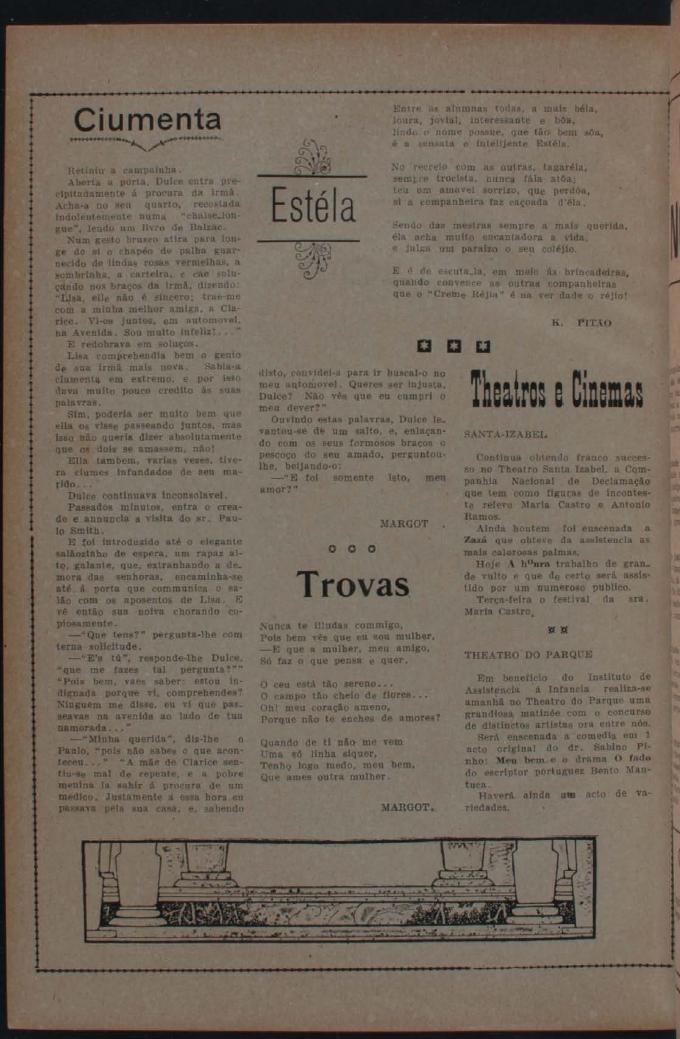 Ciumenta
Retiniu a campainha.
Aberta a porta, Dulce entra pre-
cipitadamente á procura da irmã.
Acha-a no seu quarto, recostada
indolentemente numa "chaise-lon-
gue", lendo um livro de Balzac.
Num gesto brusco atira para lon-
ge de si o chapéo de palha guar-
necido de lindas rosas vermelhas, a
sombrinha, a carteira, e cae solu-
çando nos braços da irmã, dizendo:
"Lisa, elle não é sincero; trae-me
com a minha melhor amiga, a Cla-
rice. Vi-os juntos, em automovel,
na Avenida. Sou muito infeliz!..."
E redobrava em soluços.
Lisa comprehendia bem o genio
de sua irmã mais nova. Sabia-a
ciumenta em extremo, e por isso
dava muito pouco credito ás suas
palavras.
Sim, poderia ser muito bem que
ella os visse passeando juntos, mas
isso não queria dizer absolutamente
que os dois se amassem, não!
Ella tambem, varias vezes, tive-
ra ciumes infundados de seu ma-
rido...
Dulce continuava inconsolavel.
Passados minutos, entra o crea-
do e annuncia a visita do sr. Pau-
lo Smith.
E foi introduzido até o elegante
salãozinho de espera, um rapaz al-
to, galante, que, extranhando a de-
mora das senhoras, encaminha-se
até á porta que communica o sa-
lão com os aposentos de Lisa. E
vê então sua noiva chorando co-
piosamente.
—"Que tens?" pergunta-lhe com
terna solicitude.
—"E's tú", responde-lhe Dulce,
"que me fazes tal pergunta?""
"Pois bem, vaes saber: estou in-
dignada porque vi, comprehendes?
Ninguem me disse, eu vi que pas-
seavas na avenida ao lado de tua
namorada..."
—"Minha querida", diz-lhe o
Paulo, "pois não sabes o que acon-
teceu..." "A mãe de Clarice sen-
tiu-se mal de repente, e a pobre
menina ia sahir á procura de um
medico. Justamente a essa hora eu
passava pela sua casa, e, sabendo
disto, convidei-a para ir buscal-o no
meu automovel. Queres ser injusta,
Dulce? Não vês que eu cumpri o
meu dever?"
Ouvindo estas palavras, Dulce le-
vantou-se de um salto, e, enlaçan-
do com os seus formosos braços o
pescoço do seu amado, perguntou-
lhe, beijando-o:
—"E foi somente isto, meu
amor?"
MARGOT
Estéla
Entre as alumnas todas, a mais béla,
loura, jovial, interessante e bôa,
lindo o nome possue, que tão bem sôa,
é a sensata e intelijente Estéla.
No recreio com as outras, tagaréla,
sempre trocista, nunca fála atôa;
teu um amavel sorrizo, que perdôa,
si a companheira faz caçoada d'éla.
Sendo das mestras sempre a mais querida,
éla acha muito encantadora a vida,
e julga um paraizo o seu coléjio.
E é de escuta-la, em meio ás brincadeiras,
quando convence as outras companheiras
que o "Creme Réjia" é na ver dade o réjio!
K. PITÃO
Trovas
Nunca te illudas commigo,
Pois bem vês que eu sou mulher,
—E que a mulher, meu amigo,
Só faz o que pensa e quer.
O ceu está tão sereno...
O campo tão cheio de flores...
Oh! meu coração ameno,
Porque não te enches de amores?
Quando de ti não me vem
Uma só linha siquer,
Tenho logo medo, meu bem,
Que ames outra mulher.
MARGOT.
Theatros e Cinemas
SANTA-IZABEL
Continua obtendo franco succes-
so no Theatro Santa Izabel, a Com-
panhia Nacional de Declamação
que tem como figuras de incontes-
te relevo Maria Castro e Antonio
Ramos.
Ainda hontem foi enscenada a
Zazá que obteve da assistencia as
mais calorosas palmas.
Hoje A honra trabalho de gran-
de vulto e que de certo será assis-
tido por um numeroso publico.
Terça-feira o festival da sra.
Maria Castro.
THEATRO DO PARQUE
Em beneficio do Instituto de
Assistencia á Infancia realiza-se
amanhã no Theatro do Parque uma
grandiosa matinée com o concurso
de distinctos artistas ora entre nós.
Será enscenada a comedia em 1
acto original do dr. Sabino Pi-
nho: Meu bem e o drama O fado
do escriptor portuguez Bento Man-
tuca.
Haverá ainda um acto de va-
riedades.